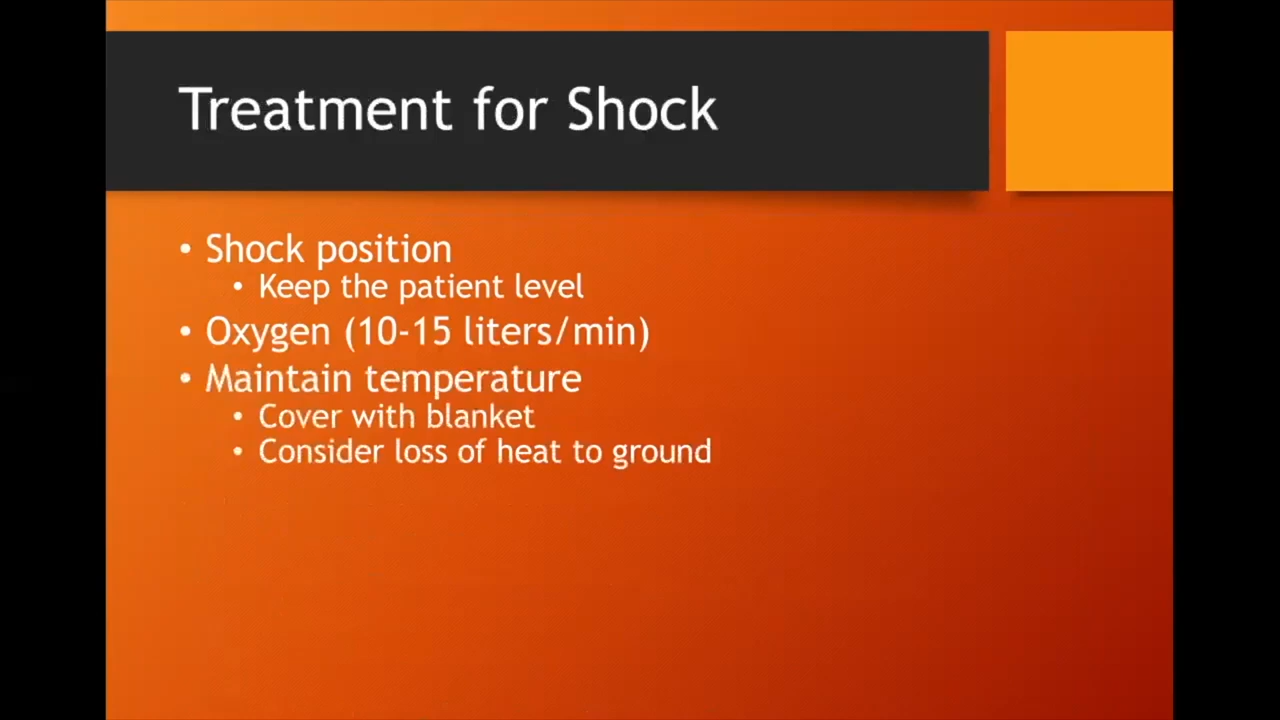 Treatment for Shock
• Shock position
• Keep the patient level
• Oxygen (10-15 liters/min)
• Maintain temperature
• Cover with blanket
• Consider loss of heat to ground